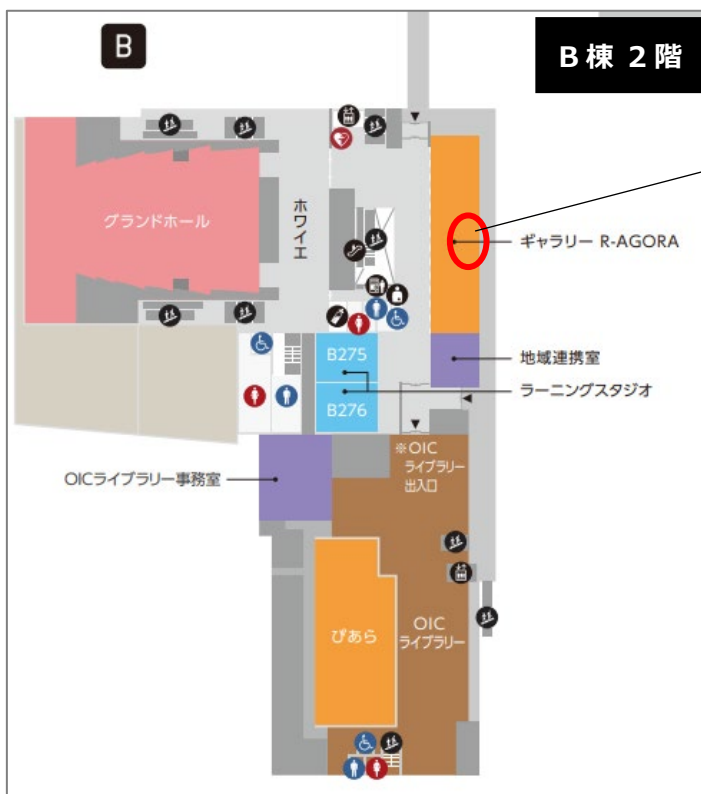 B
B棟 2階
グランドホール
ホワイエ
ギャラリー R-AGORA
地域連携室
B275
ラーニングスタジオ
B276
※OIC
ライブラリー
出入口
OICライブラリー事務室
ぴあら
OIC
ライブラリー